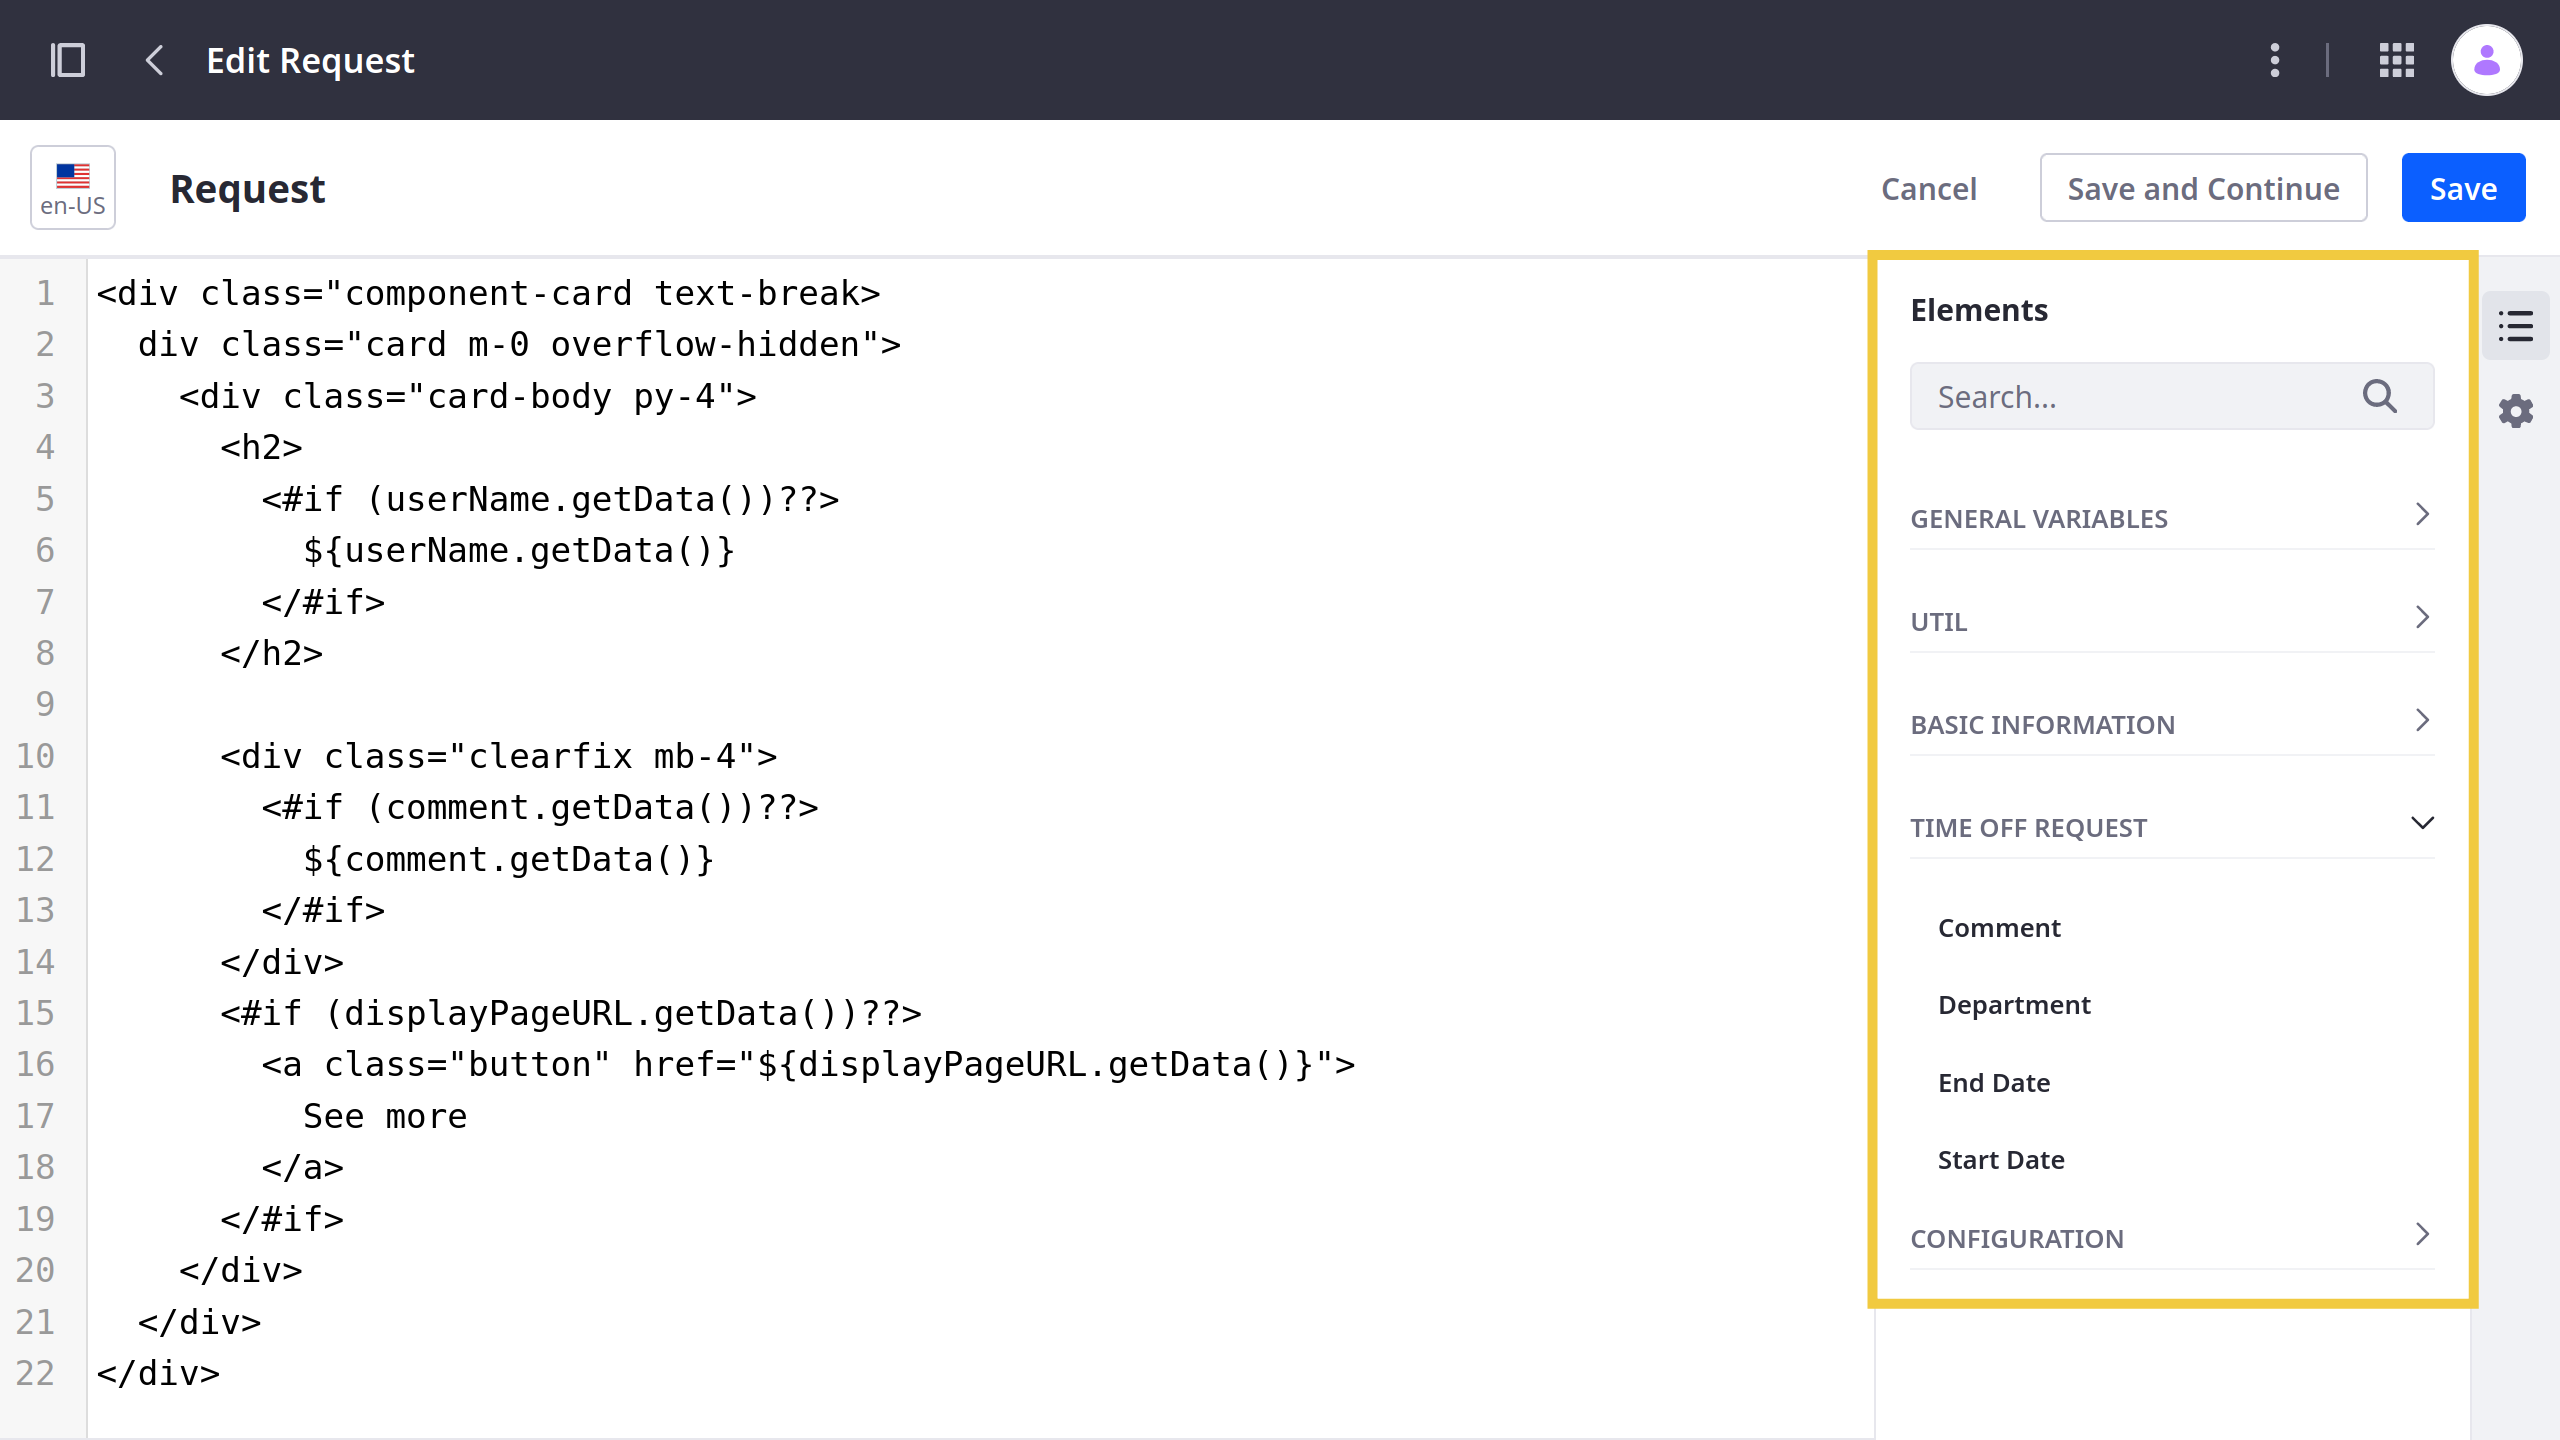 Edit Request
en-US
Request
Cancel
Save and Continue
Save
1 <div class="component-card text-break>
2   div class="card m-0 overflow-hidden">
3     <div class="card-body py-4">
4       <h2>
5         <#if (userName.getData())??>
6           ${userName.getData()}
7         </#if>
8       </h2>
9
10       <div class="clearfix mb-4">
11         <#if (comment.getData())??>
12           ${comment.getData()}
13         </#if>
14       </div>
15       <#if (displayPageURL.getData())??>
16         <a class="button" href="${displayPageURL.getData()}">
17           See more
18         </a>
19       </#if>
20     </div>
21   </div>
22 </div>
Elements
Search...
GENERAL VARIABLES
UTIL
BASIC INFORMATION
TIME OFF REQUEST
Comment
Department
End Date
Start Date
CONFIGURATION